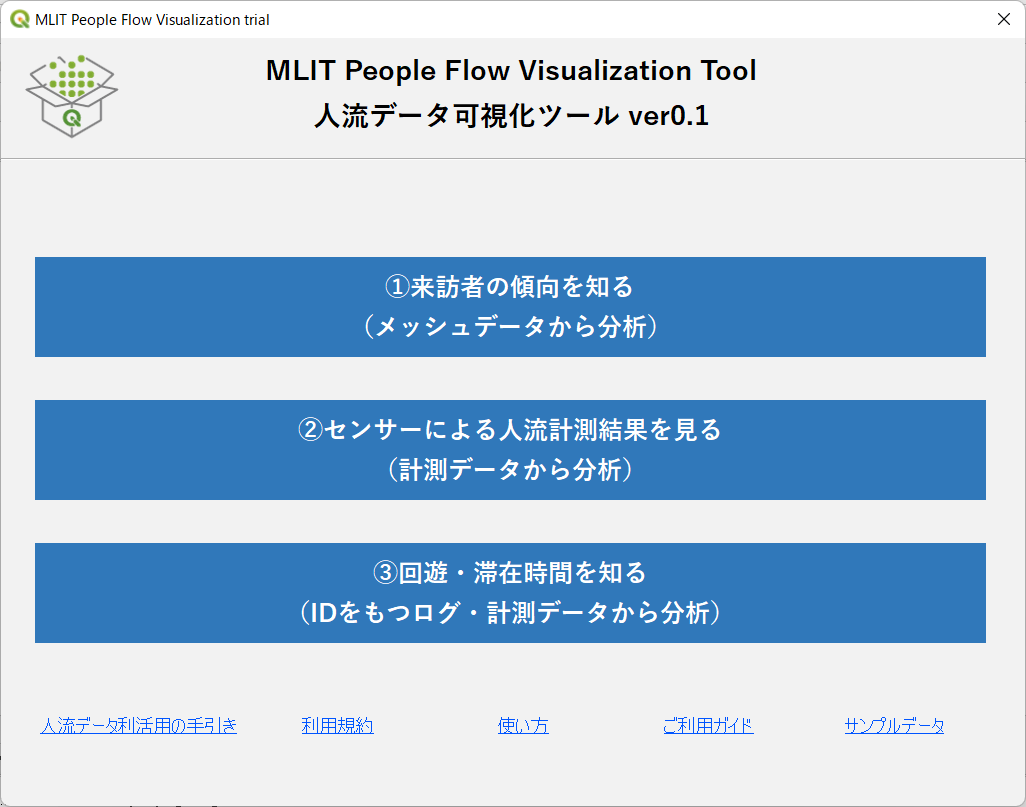 MLIT People Flow Visualization trial
MLIT People Flow Visualization Tool
人流データ可視化ツール ver0.1
①来訪者の傾向を知る
（メッシュデータから分析）
②センサーによる人流計測結果を見る
（計測データから分析）
③回遊・滞在時間を知る
（IDをもつログ・計測データから分析）
人流データ利活用の手引き 利用規約 使い方 ご利用ガイド サンプルデータ